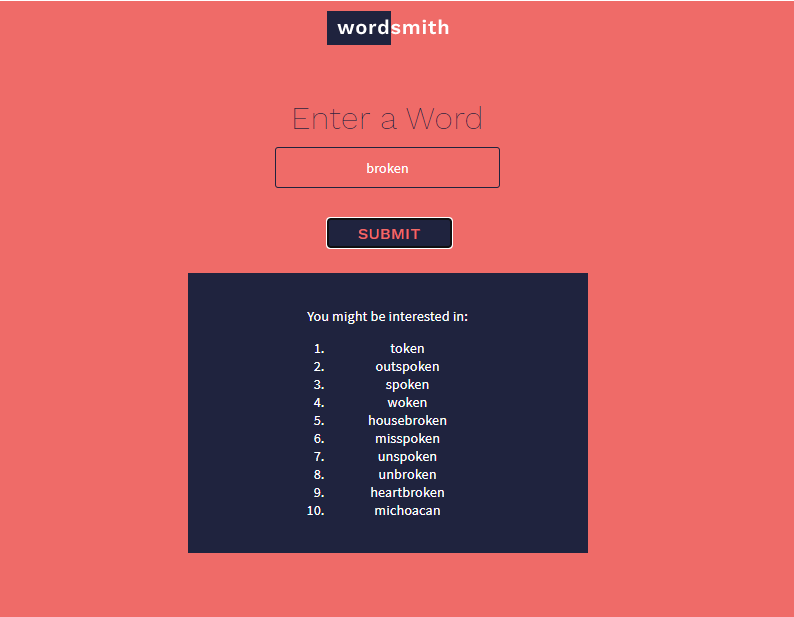 wordsmith
Enter a Word
broken
SUBMIT
You might be interested in:
1. token
2. outspoken
3. spoken
4. woken
5. housebroken
6. misspoken
7. unspoken
8. unbroken
9. heartbroken
10. michoacan